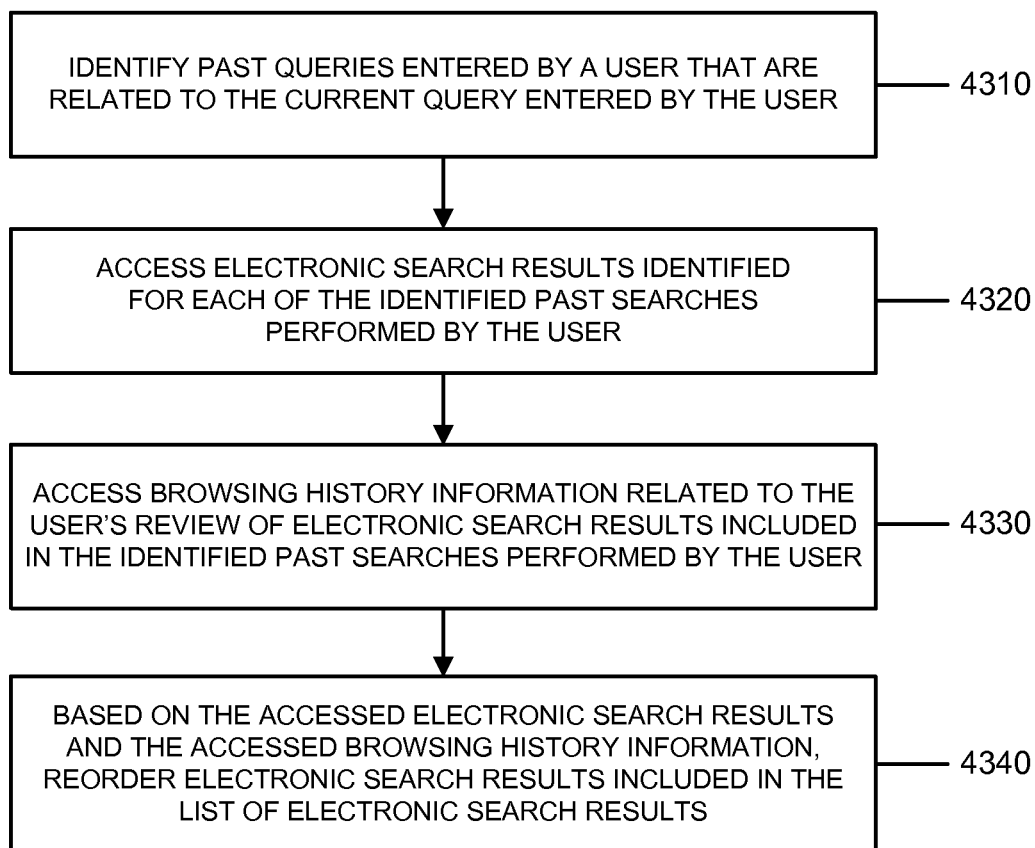 IDENTIFY PAST QUERIES ENTERED BY A USER THAT ARE
RELATED TO THE CURRENT QUERY ENTERED BY THE USER
4310
ACCESS ELECTRONIC SEARCH RESULTS IDENTIFIED
FOR EACH OF THE IDENTIFIED PAST SEARCHES
PERFORMED BY THE USER
4320
ACCESS BROWSING HISTORY INFORMATION RELATED TO THE
USER'S REVIEW OF ELECTRONIC SEARCH RESULTS INCLUDED
IN THE IDENTIFIED PAST SEARCHES PERFORMED BY THE USER
4330
BASED ON THE ACCESSED ELECTRONIC SEARCH RESULTS
AND THE ACCESSED BROWSING HISTORY INFORMATION,
REORDER ELECTRONIC SEARCH RESULTS INCLUDED IN THE
LIST OF ELECTRONIC SEARCH RESULTS
4340